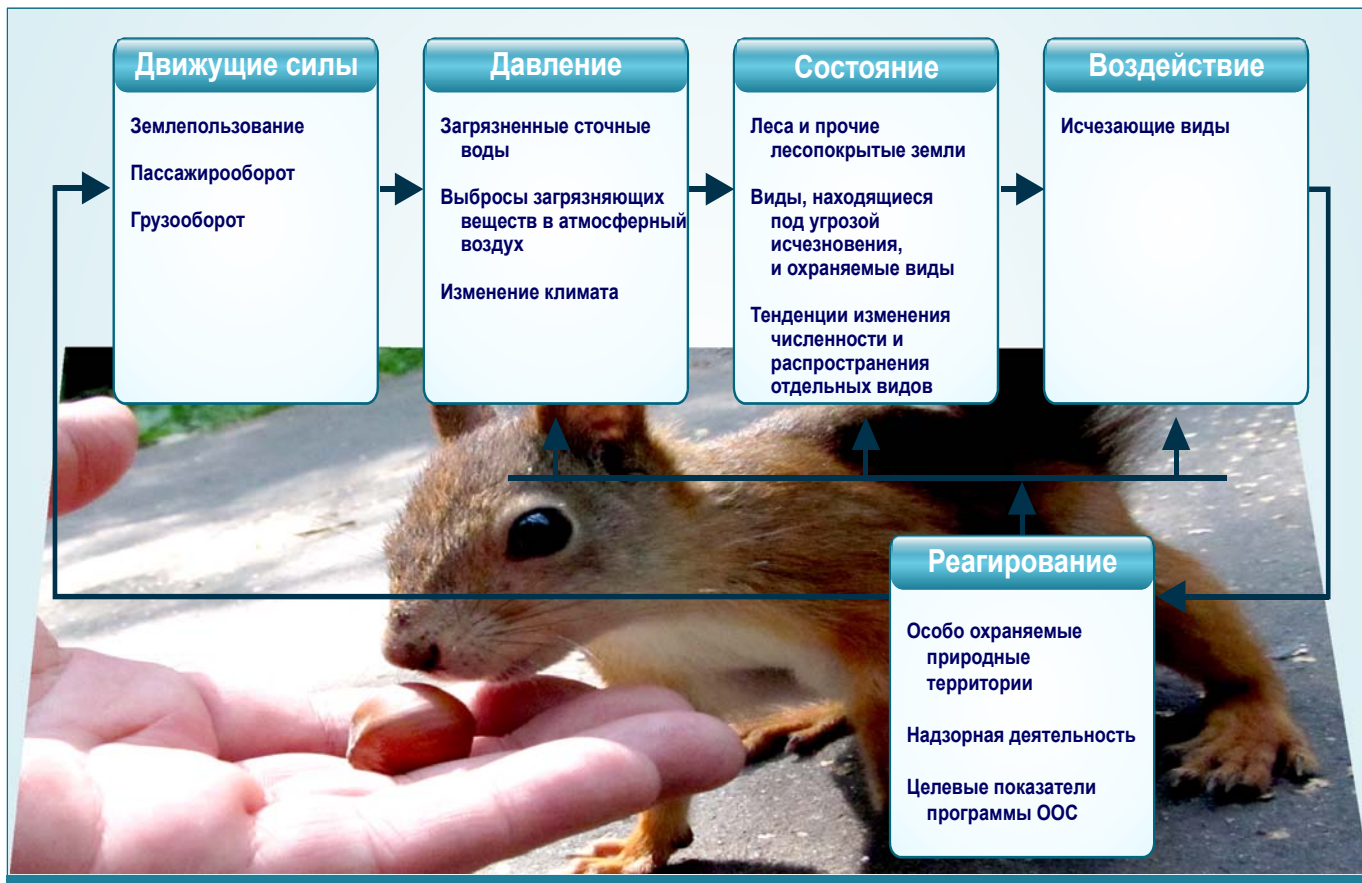 Движущие силы
Землепользование
Пассажирооборот
Грузооборот
Давление
Загрязненные сточные
воды
Выбросы загрязняющих
веществ в атмосферный
воздух
Изменение климата
Состояние
Леса и прочие
лесопокрытые земли
Виды, находящиеся
под угрозой
исчезновения,
и охраняемые виды
Тенденции изменения
численности и
распространения
отдельных видов
Воздействие
Исчезающие виды
Реагирование
Особо охраняемые
природные
территории
Надзорная деятельность
Целевые показатели
программы ООС